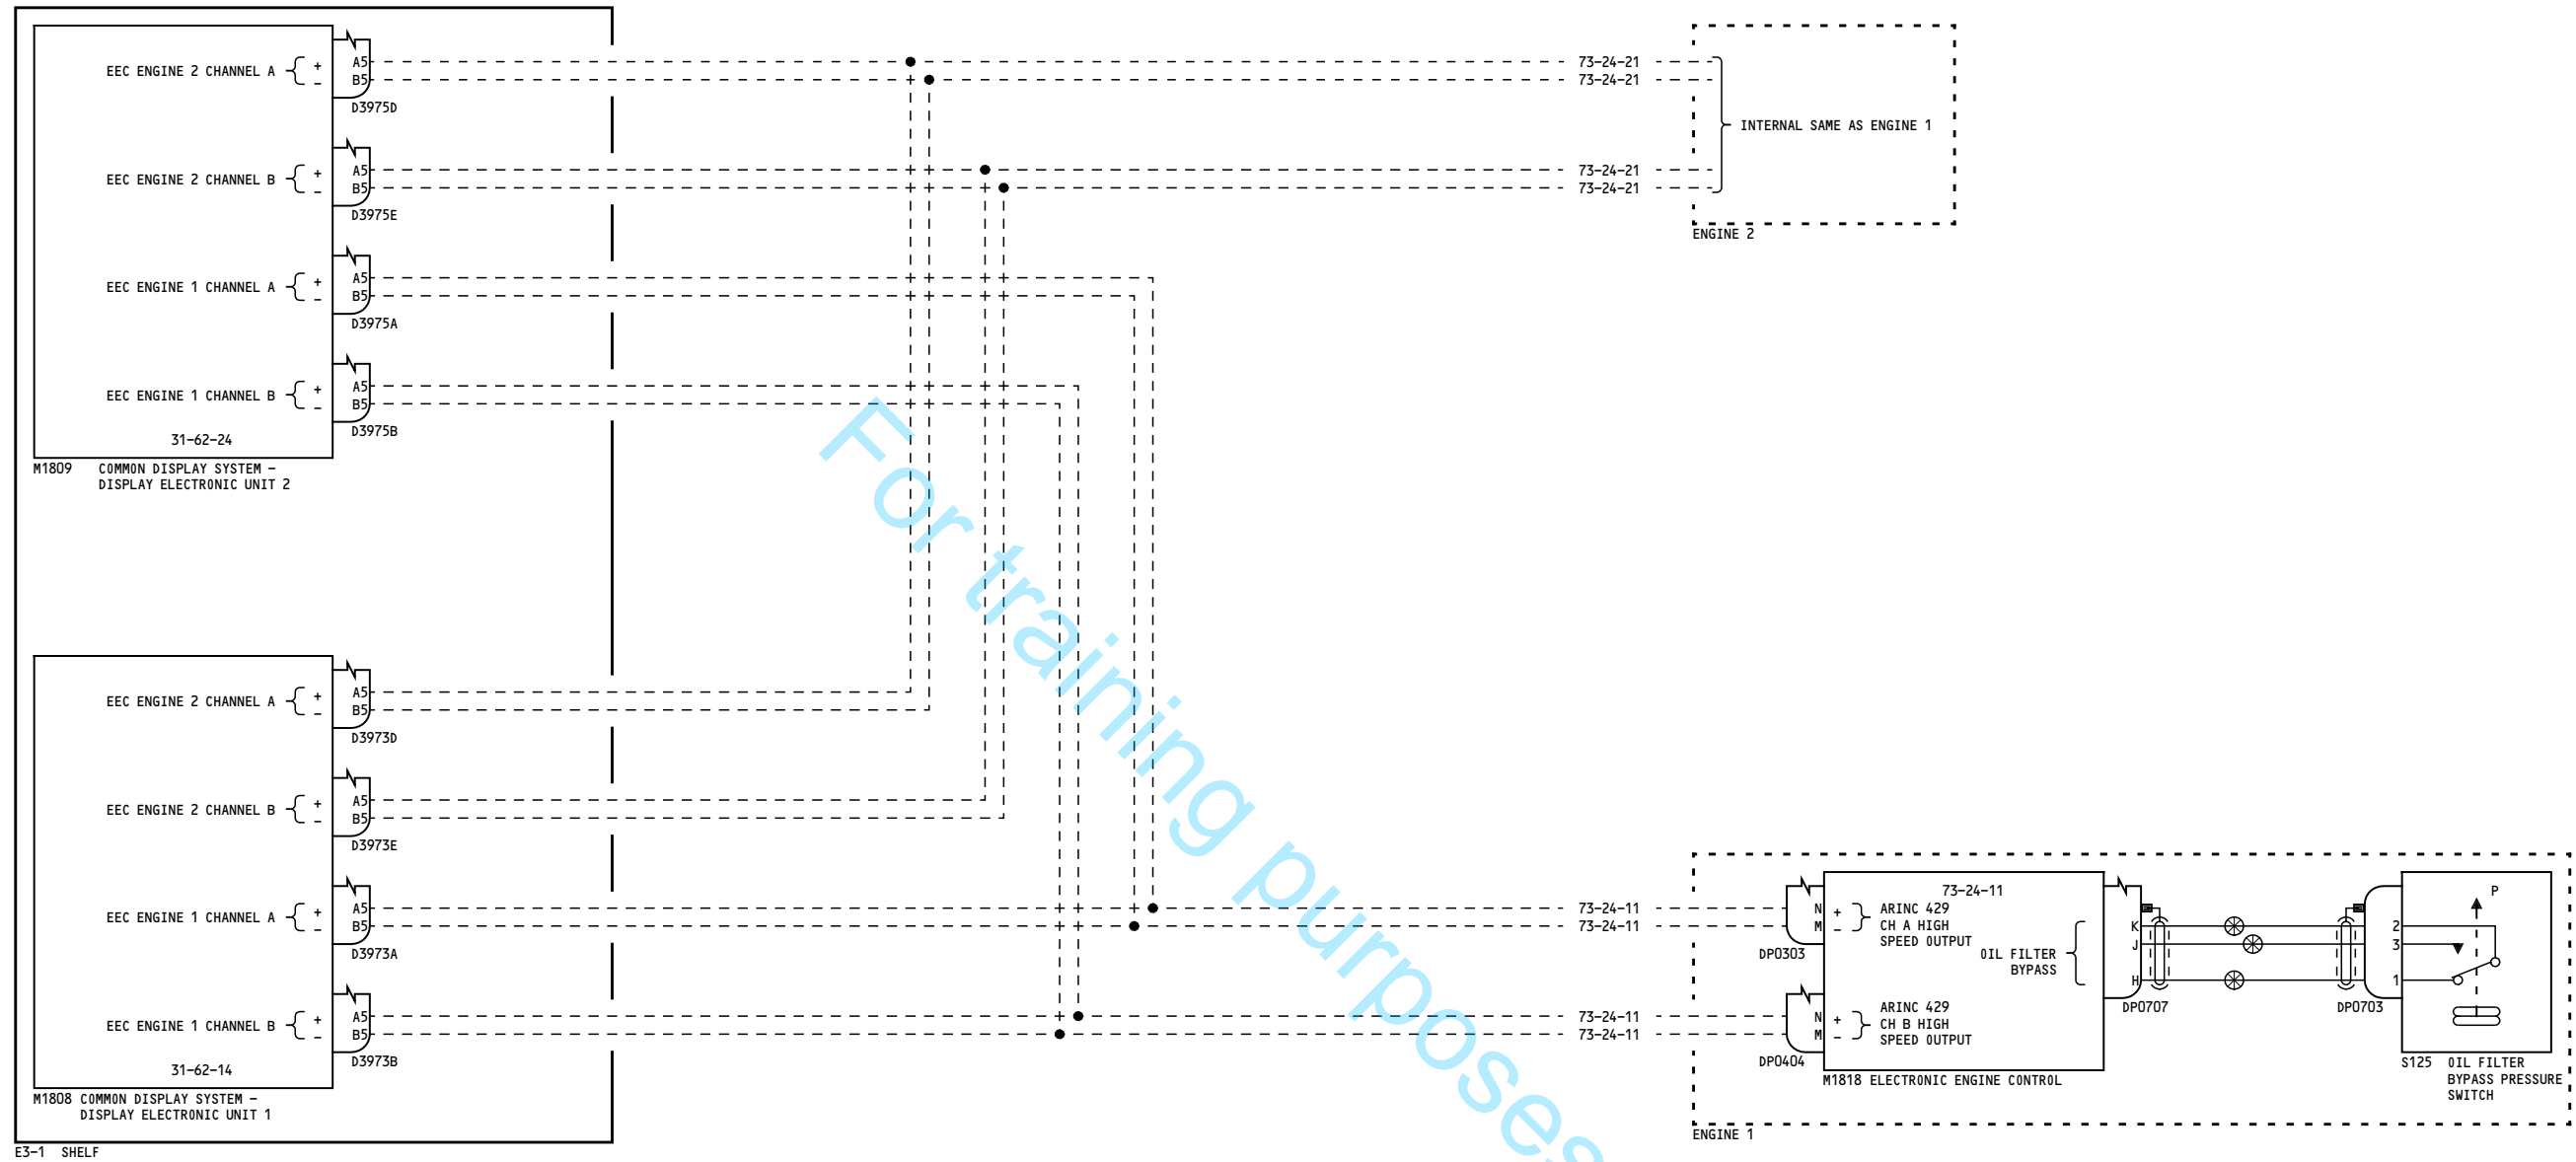 EEC ENGINE 2 CHANNEL A
+
–
A5
B5
D3975D
EEC ENGINE 2 CHANNEL B
+
–
A5
B5
D3975E
EEC ENGINE 1 CHANNEL A
+
–
A5
B5
D3975A
EEC ENGINE 1 CHANNEL B
+
–
A5
B5
D3975B
31-62-24
M1809 COMMON DISPLAY SYSTEM –
DISPLAY ELECTRONIC UNIT 2
73-24-21
73-24-21
73-24-21
73-24-21
INTERNAL SAME AS ENGINE 1
ENGINE 2
EEC ENGINE 2 CHANNEL A
+
–
A5
B5
D3973D
EEC ENGINE 2 CHANNEL B
+
–
A5
B5
D3973E
EEC ENGINE 1 CHANNEL A
+
–
A5
B5
D3973A
EEC ENGINE 1 CHANNEL B
+
–
A5
B5
D3973B
31-62-14
M1808 COMMON DISPLAY SYSTEM –
DISPLAY ELECTRONIC UNIT 1
E3-1 SHELF
73-24-11
73-24-11
73-24-11
73-24-11
N
M
DP0303
+
–
ARINC 429
CH A HIGH
SPEED OUTPUT
N
M
DP0404
+
–
ARINC 429
CH B HIGH
SPEED OUTPUT
73-24-11
OIL FILTER
BYPASS
K
J
H
DP0707
M1818 ELECTRONIC ENGINE CONTROL
DP0703
2
3
1
P
S125 OIL FILTER
BYPASS PRESSURE
SWITCH
ENGINE 1
For training purposes